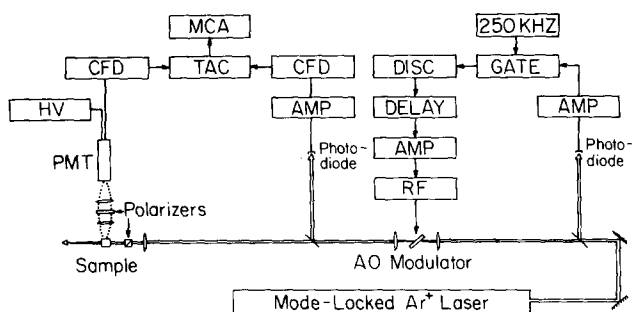 MCA
250 KHZ
CFD
TAC
CFD
DISC
GATE
HV
AMP
DELAY
AMP
PMT
Photo-
diode
AMP
Photo-
diode
RF
Polarizers
Sample
AO Modulator
Mode-Locked Ar+ Laser